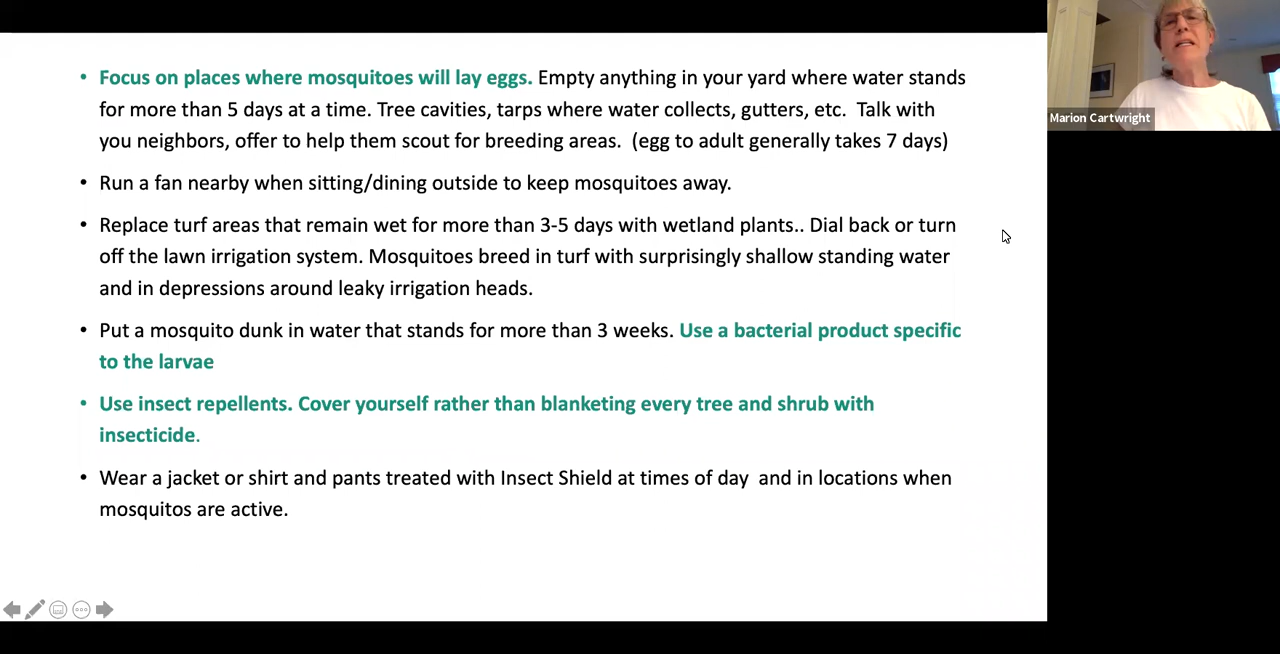 • Focus on places where mosquitoes will lay eggs. Empty anything in your yard where water stands
for more than 5 days at a time. Tree cavities, tarps where water collects, gutters, etc.  Talk with
you neighbors, offer to help them scout for breeding areas.  (egg to adult generally takes 7 days)
• Run a fan nearby when sitting/dining outside to keep mosquitoes away.
• Replace turf areas that remain wet for more than 3-5 days with wetland plants.. Dial back or turn
off the lawn irrigation system. Mosquitoes breed in turf with surprisingly shallow standing water
and in depressions around leaky irrigation heads.
• Put a mosquito dunk in water that stands for more than 3 weeks. Use a bacterial product specific
to the larvae
• Use insect repellents. Cover yourself rather than blanketing every tree and shrub with
insecticide.
• Wear a jacket or shirt and pants treated with Insect Shield at times of day  and in locations when
mosquitos are active.
Marion Cartwright